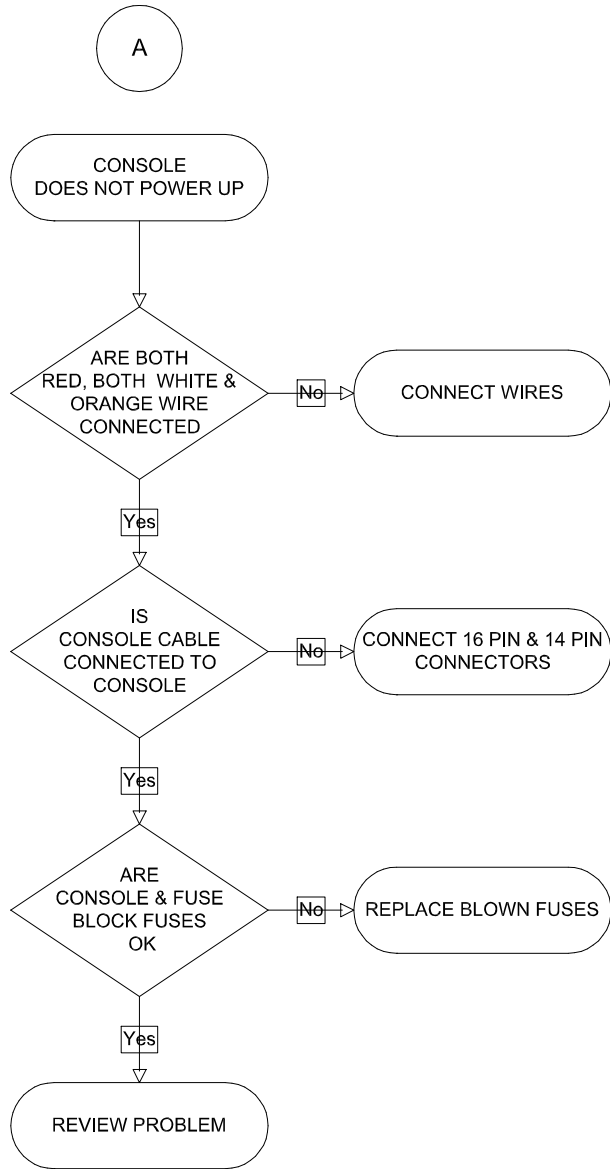 A
CONSOLE
DOES NOT POWER UP
ARE BOTH
RED, BOTH WHITE &
ORANGE WIRE
CONNECTED
No
CONNECT WIRES
Yes
IS
CONSOLE CABLE
CONNECTED TO
CONSOLE
No
CONNECT 16 PIN & 14 PIN
CONNECTORS
Yes
ARE
CONSOLE & FUSE
BLOCK FUSES
OK
No
REPLACE BLOWN FUSES
Yes
REVIEW PROBLEM